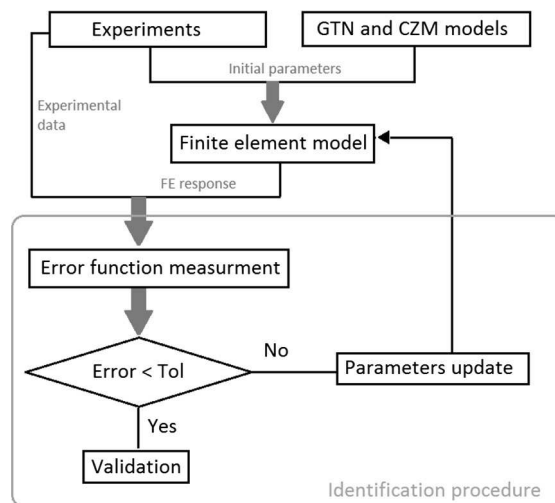 Experiments
GTN and CZM models
Initial parameters
Experimental
data
Finite element model
FE response
Error function measurment
Error < Tol
No
Parameters update
Yes
Validation
Identification procedure